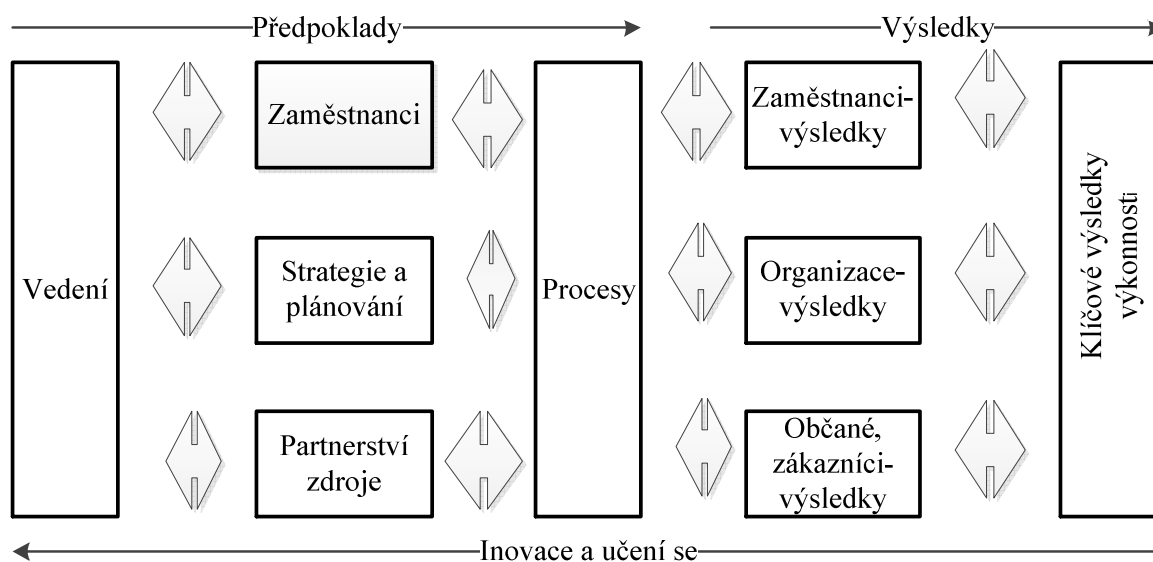 Předpoklady
Výsledky
Vedení
Zaměstnanci
Strategie a
plánování
Partnerství
zdroje
Procesy
Zaměstnanci-
výsledky
Organizace-
výsledky
Občané,
zákazníci-
výsledky
Klíčové výsledky
výkonnosti
Inovace a učení se